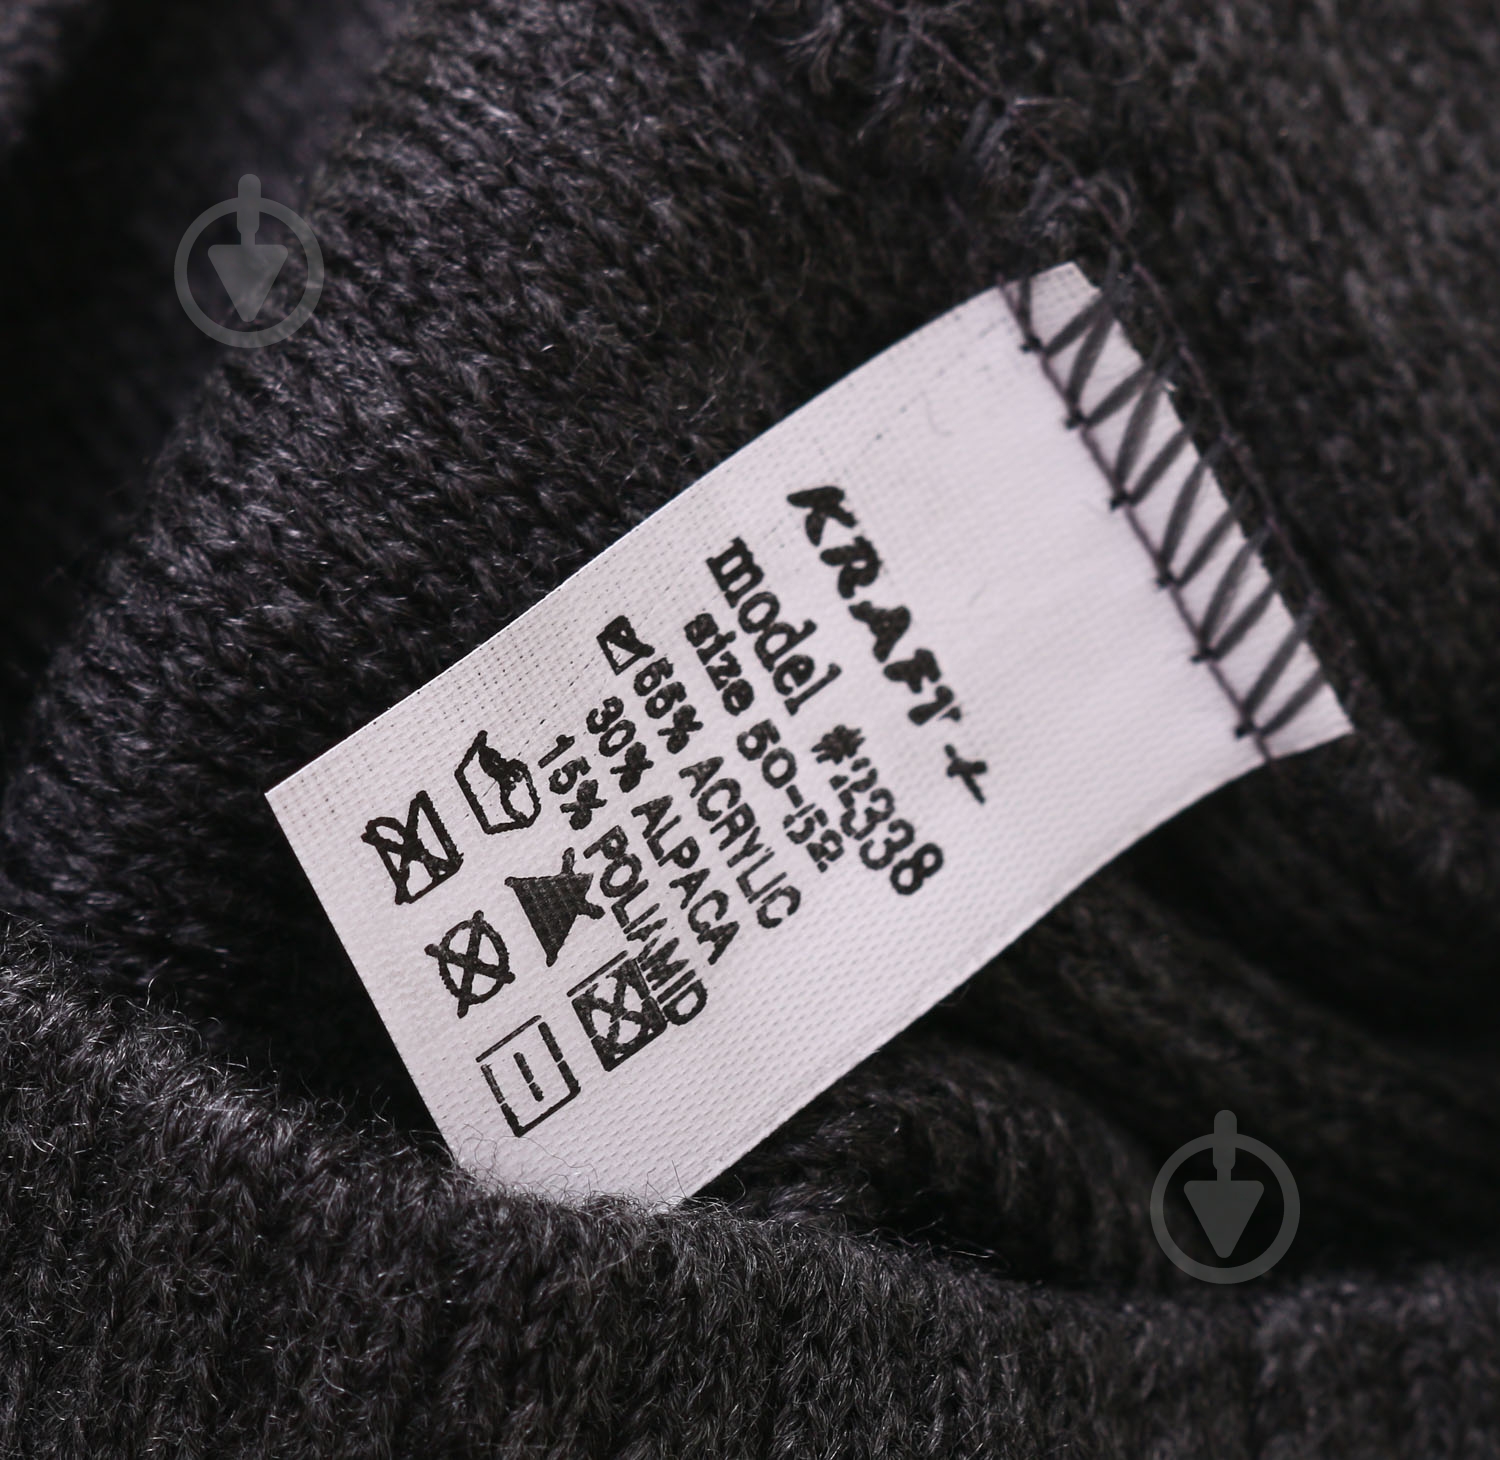 KRAFT +
model #2338
size 50-52
55% ACRYLIC
30% ALPACA
15% POLIAMID